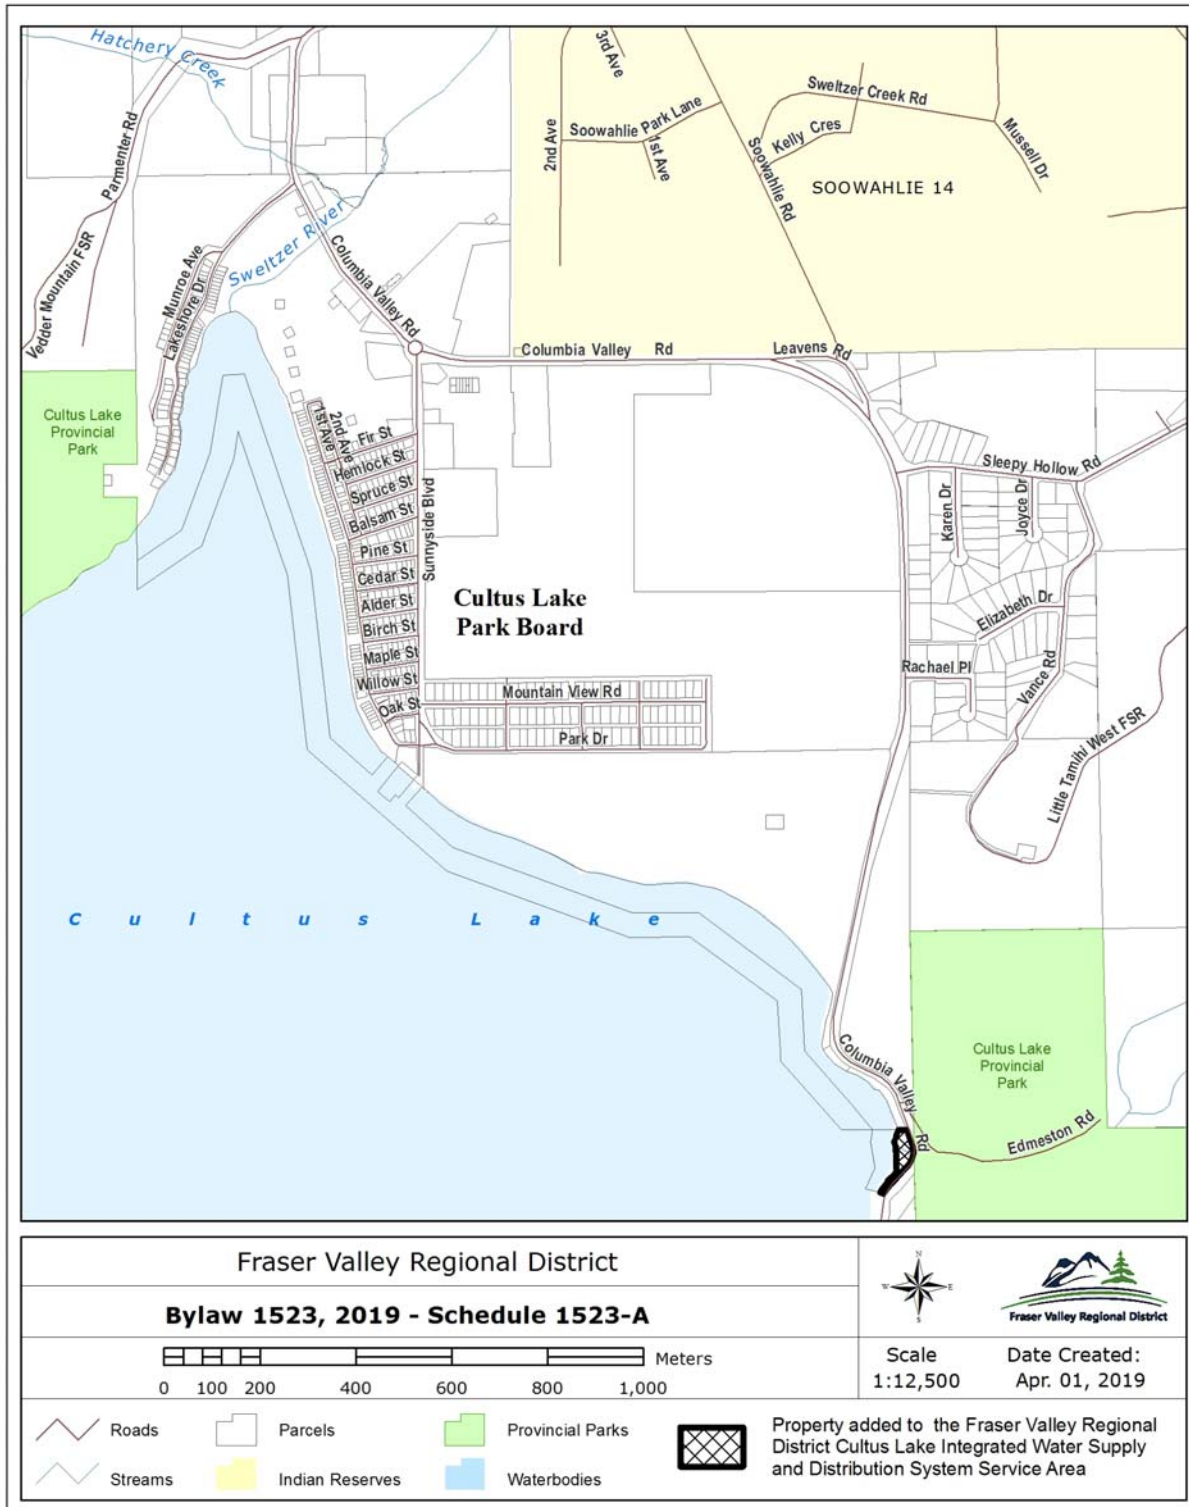 Hatchery Creek
Parmenter Rd
Vedder Mountain FSR
Munroe Ave
Lakeshore Dr
Sweltzer River
Columbia Valley Rd
3rd Ave
2nd Ave
Soowahlie Park Lane
1st Ave
Soowahlie Rd
Kelly Cres
Sweltzer Creek Rd
Mussell Dr
SOOWAHLIE 14
Columbia Valley Rd
Leavens Rd
Cultus Lake
Provincial
Park
1st Ave
2nd Ave
Fir St
Hemlock St
Spruce St
Balsam St
Pine St
Cedar St
Alder St
Birch St
Maple St
Willow St
Oak St
Sunnyside Blvd
Cultus Lake
Park Board
Mountain View Rd
Park Dr
Sleepy Hollow Rd
Karen Dr
Joyce Dr
Elizabeth Dr
Rachael Pl
Vance Rd
Little Tamihi West FSR
Cultus Lake
Columbia Valley Rd
Cultus Lake
Provincial
Park
Edmeston Rd
Fraser Valley Regional District
Bylaw 1523, 2019 - Schedule 1523-A
Meters
0 100 200 400 600 800 1,000
N
W E
S
Fraser Valley Regional District
Scale
1:12,500
Date Created:
Apr. 01, 2019
Roads
Parcels
Provincial Parks
Streams
Indian Reserves
Waterbodies
Property added to the Fraser Valley Regional
District Cultus Lake Integrated Water Supply
and Distribution System Service Area